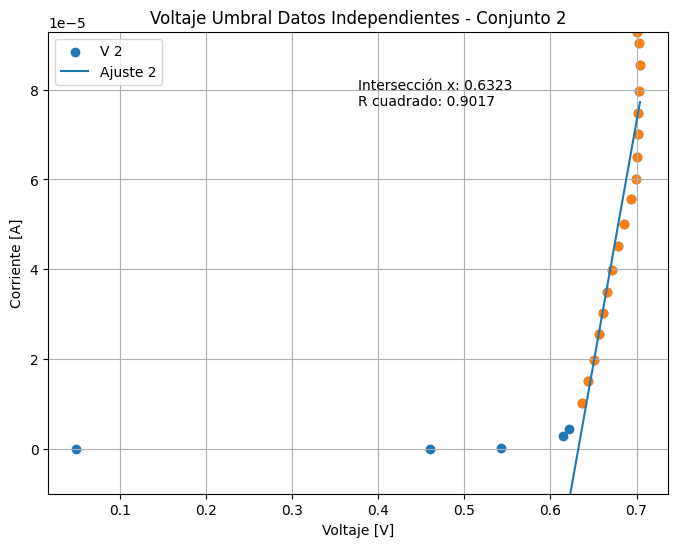 Voltaje Umbral Datos Independientes - Conjunto 2
1e−5
V 2
Ajuste 2
Intersección x: 0.6323
R cuadrado: 0.9017
8
6
4
2
0
Corriente [A]
0.1 0.2 0.3 0.4 0.5 0.6 0.7
Voltaje [V]